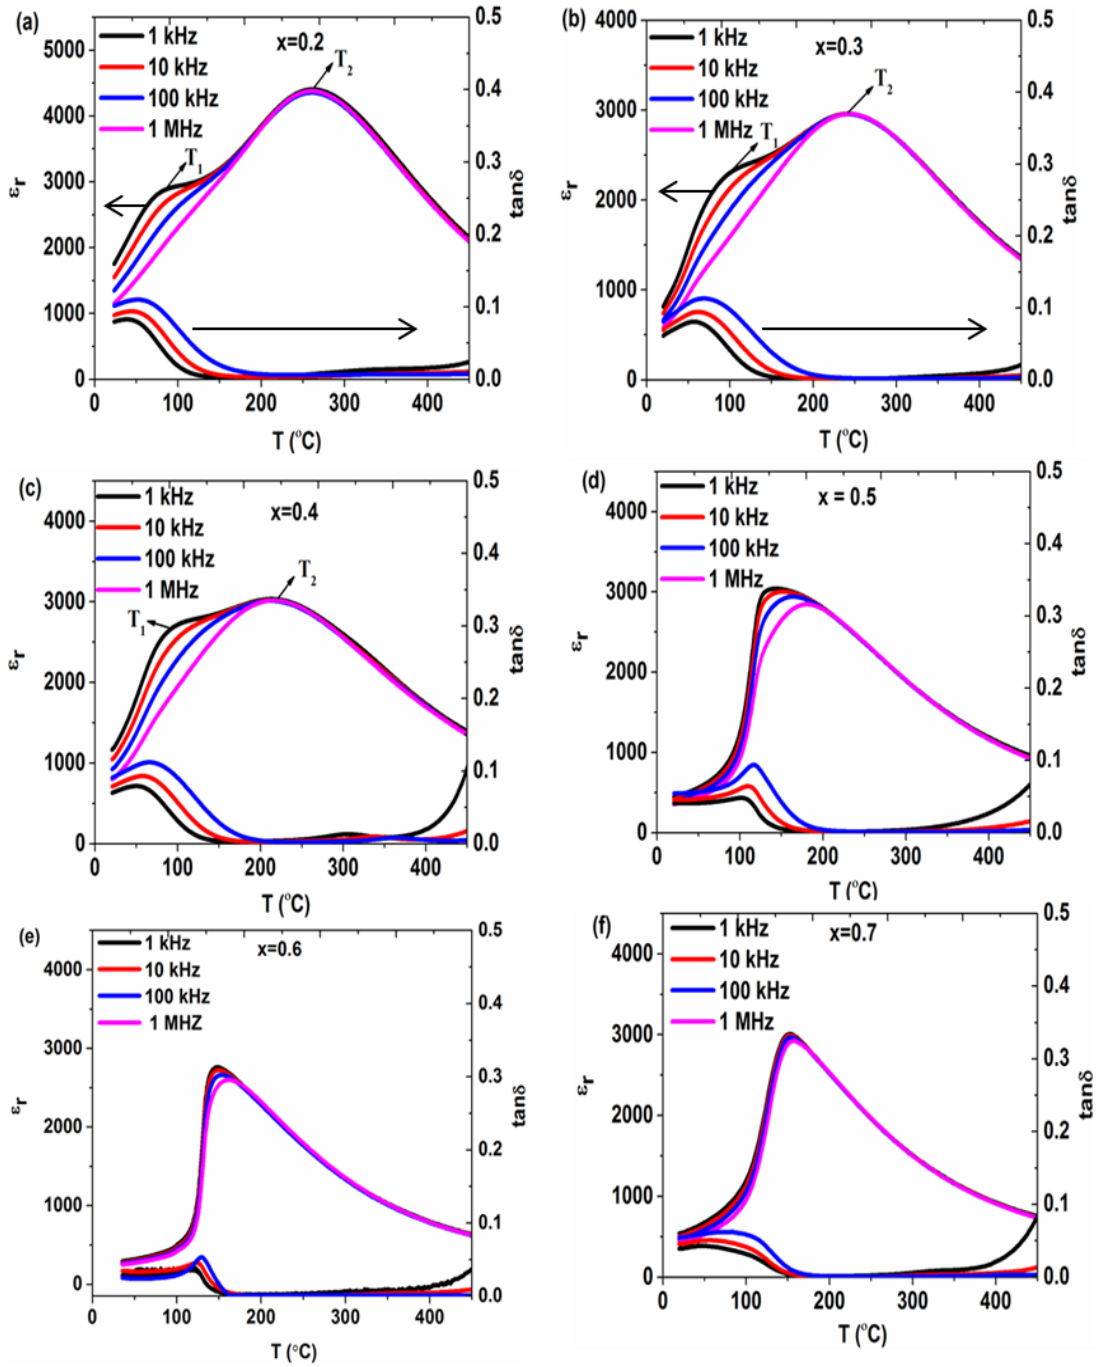 (a)
1 kHz
10 kHz
100 kHz
1 MHz
x=0.2
T2
T1
5000
4000
3000
2000
1000
0
εr
0.5
0.4
0.3
0.2
0.1
0.0
tanδ
0 100 200 300 400
T (°C)
(b)
1 kHz
10 kHz
100 kHz
1 MHz
x=0.3
T2
T1
4000
3000
2000
1000
0
εr
0.5
0.4
0.3
0.2
0.1
0.0
tanδ
0 100 200 300 400
T (°C)
(c)
1 kHz
10 kHz
100 kHz
1 MHz
x=0.4
T2
T1
4000
3000
2000
1000
0
εr
0.5
0.4
0.3
0.2
0.1
0.0
tanδ
0 100 200 300 400
T (°C)
(d)
1 kHz
10 kHz
100 kHz
1 MHz
x = 0.5
4000
3000
2000
1000
0
εr
0.5
0.4
0.3
0.2
0.1
0.0
tanδ
0 100 200 300 400
T (°C)
(e)
1 kHz
10 kHz
100 kHz
1 MHZ
x=0.6
4000
3000
2000
1000
0
εr
0.5
0.4
0.3
0.2
0.1
0.0
tanδ
0 100 200 300 400
T (°C)
(f)
1 kHz
10 kHz
100 kHz
1 MHz
x=0.7
4000
3000
2000
1000
0
εr
0.5
0.4
0.3
0.2
0.1
0.0
tanδ
0 100 200 300 400
T (°C)